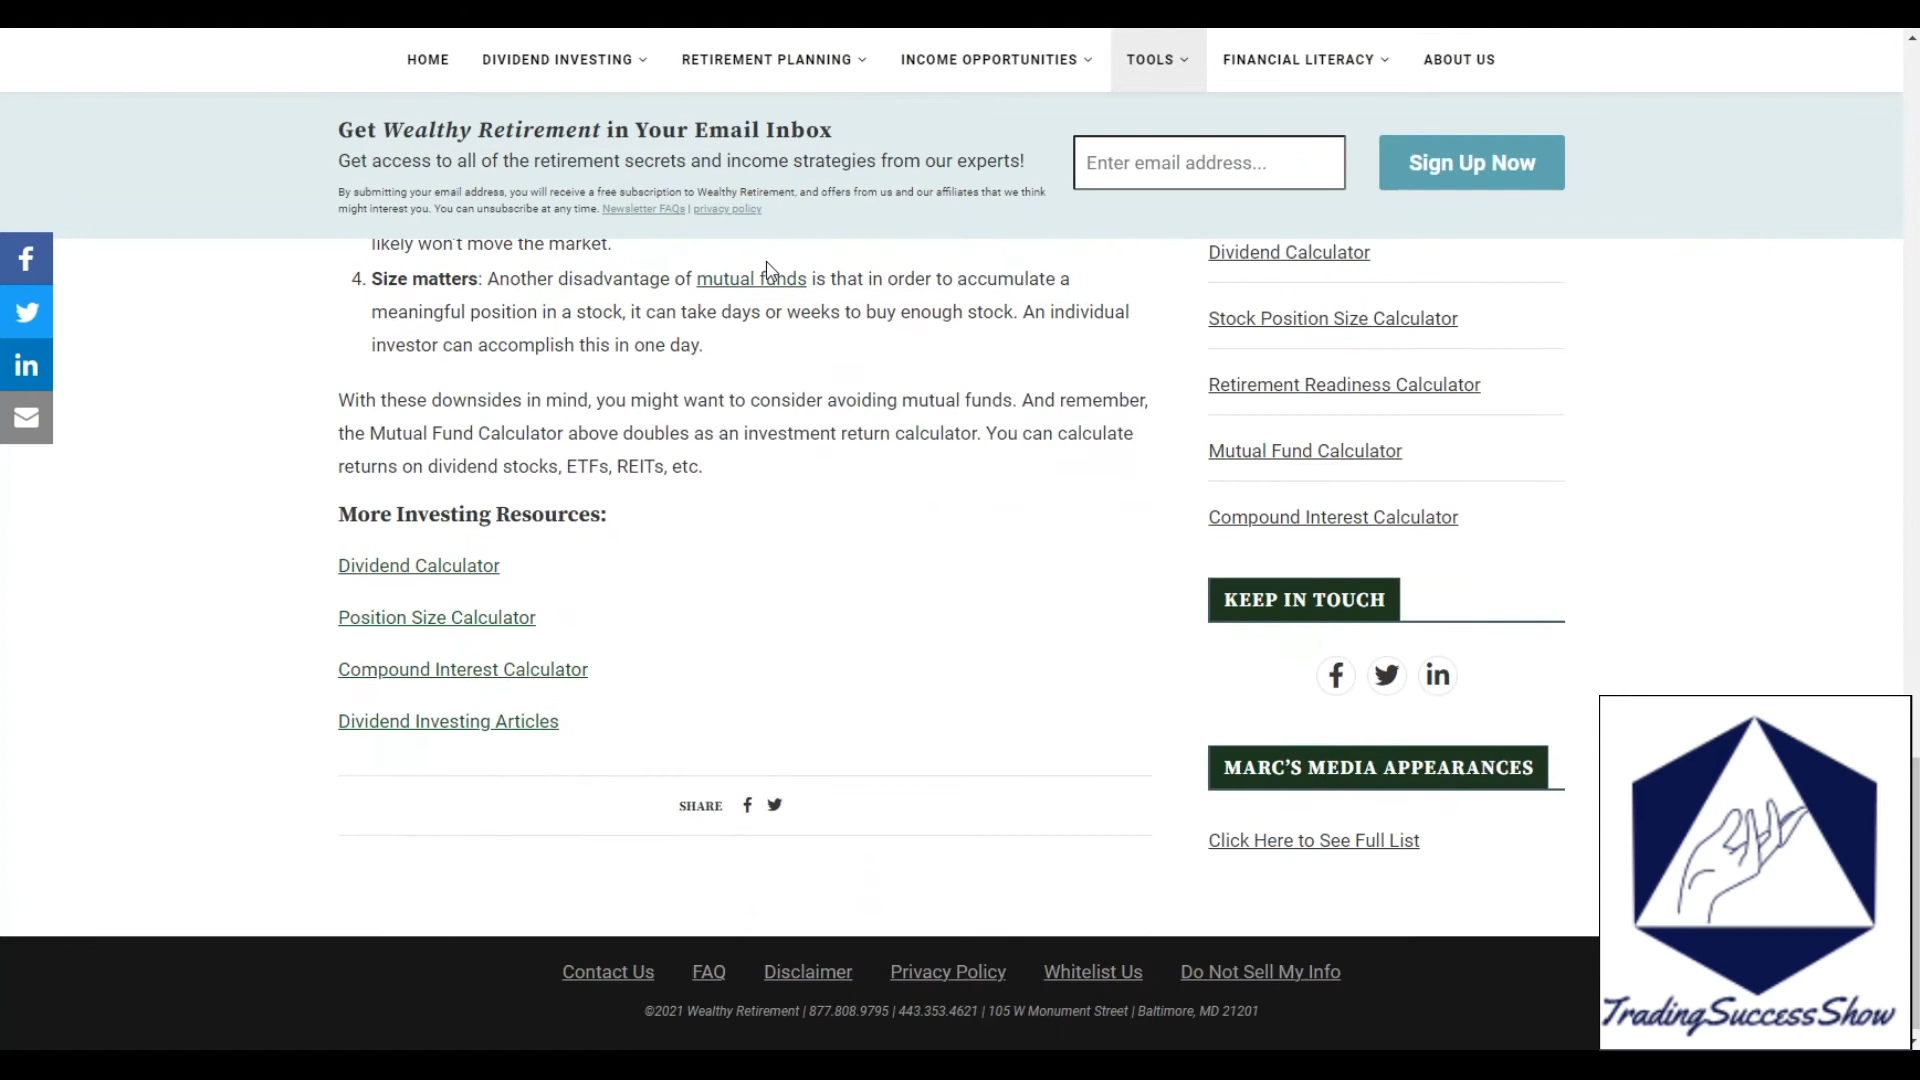 HOME DIVIDEND INVESTING RETIREMENT PLANNING INCOME OPPORTUNITIES TOOLS FINANCIAL LITERACY ABOUT US
Get Wealthy Retirement in Your Email Inbox
Get access to all of the retirement secrets and income strategies from our experts!
By submitting your email address, you will receive a free subscription to Wealthy Retirement, and offers from us and our affiliates that we think
might interest you. You can unsubscribe at any time. Newsletter FAQs | privacy policy
Enter email address...
Sign Up Now
likely won't move the market.
4. Size matters: Another disadvantage of mutual funds is that in order to accumulate a
meaningful position in a stock, it can take days or weeks to buy enough stock. An individual
investor can accomplish this in one day.
With these downsides in mind, you might want to consider avoiding mutual funds. And remember,
the Mutual Fund Calculator above doubles as an investment return calculator. You can calculate
returns on dividend stocks, ETFs, REITs, etc.
More Investing Resources:
Dividend Calculator
Position Size Calculator
Compound Interest Calculator
Dividend Investing Articles
SHARE
Dividend Calculator
Stock Position Size Calculator
Retirement Readiness Calculator
Mutual Fund Calculator
Compound Interest Calculator
KEEP IN TOUCH
MARC'S MEDIA APPEARANCES
Click Here to See Full List
Contact Us FAQ Disclaimer Privacy Policy Whitelist Us Do Not Sell My Info
©2021 Wealthy Retirement | 877.808.9795 | 443.353.4621 | 105 W Monument Street | Baltimore, MD 21201
TradingSuccessShow